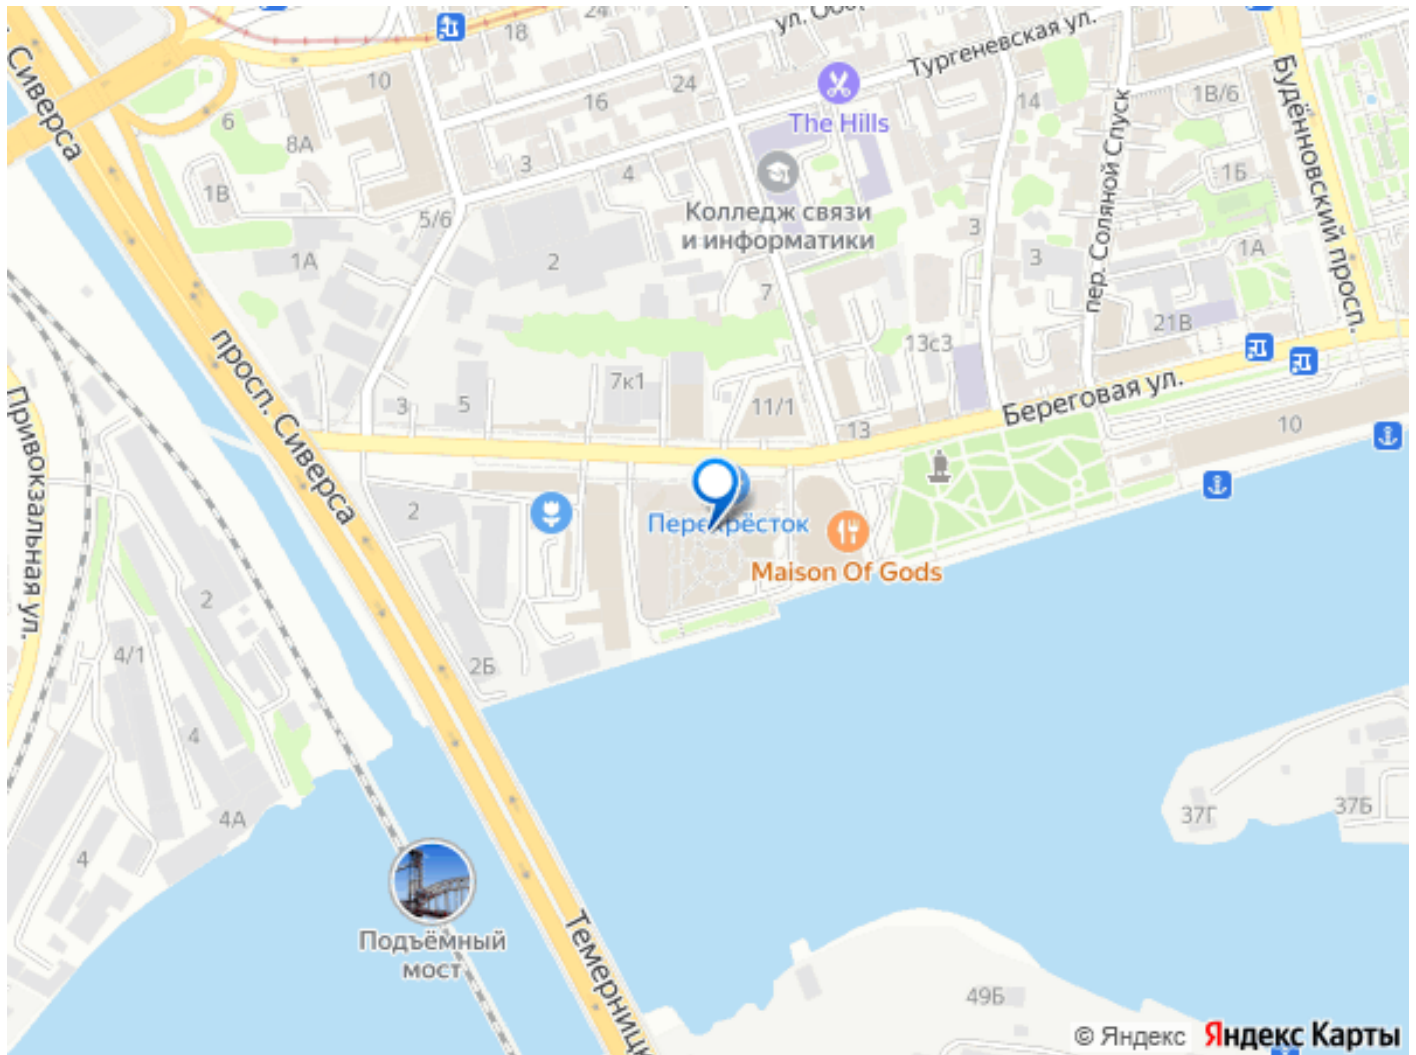 18
24
ул. Обор
Тургеневская ул.
. Сиверса
10
16
24
The Hills
14
1В/6
Будённовский просп.
6
8А
3
4
1В
5/6
Колледж связи
и информатики
пер. Соляной Спуск
1Б
1А
2
3
3
1А
7
21В
13с3
просп. Сиверса
7к1
3
5
11/1
13
Береговая ул.
10
Привокзальная ул.
2
Перекрёсток
Maison Of Gods
2
4/1
2Б
4
4А
4
37Г
37Б
Подъёмный
мост
Темерницк
49Б
© Яндекс Яндекс Карты